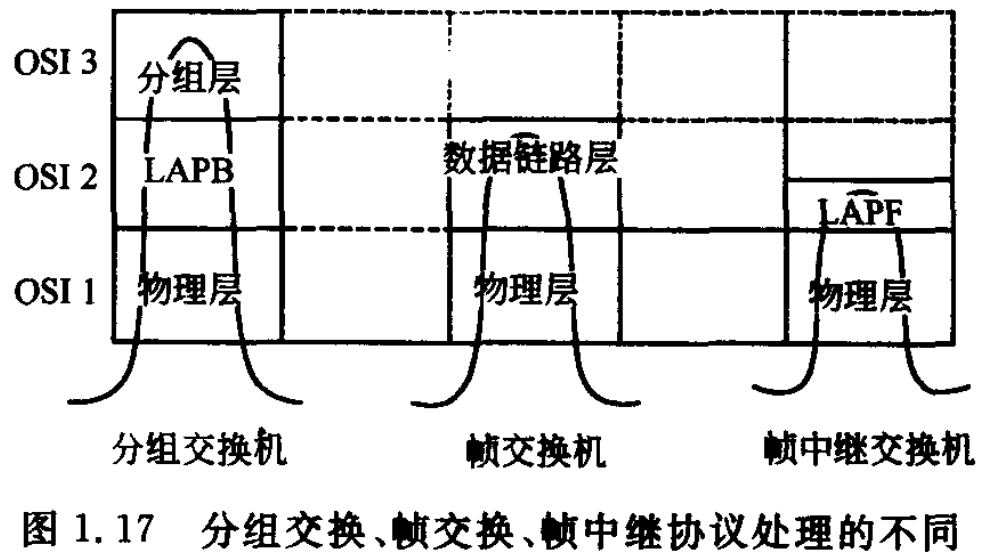 OSI 3
分组层
OSI 2
LAPB
数据链路层
LAPF
OSI 1
物理层
物理层
物理层
分组交换机
帧交换机
帧中继交换机
图 1.17 分组交换、帧交换、帧中继协议处理的不同